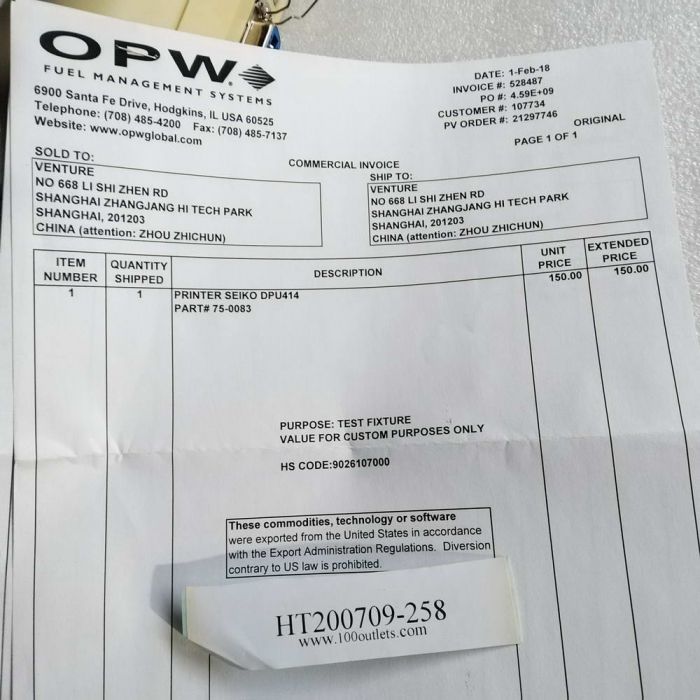 OPW
FUEL MANAGEMENT SYSTEMS
6900 Santa Fe Drive, Hodgkins, IL USA 60525
Telephone: (708) 485-4200 Fax: (708) 485-7137
Website: www.opwglobal.com
DATE: 1-Feb-18
INVOICE #: 528487
PO #: 4.59E+09
CUSTOMER #: 107734
PV ORDER #: 21297746
ORIGINAL
PAGE 1 OF 1
COMMERCIAL INVOICE
SOLD TO:
VENTURE
NO 668 LI SHI ZHEN RD
SHANGHAI ZHANGJANG HI TECH PARK
SHANGHAI, 201203
CHINA (attention: ZHOU ZHICHUN)
SHIP TO:
VENTURE
NO 668 LI SHI ZHEN RD
SHANGHAI ZHANGJANG HI TECH PARK
SHANGHAI, 201203
CHINA (attention: ZHOU ZHICHUN)
ITEM NUMBER QUANTITY SHIPPED DESCRIPTION UNIT PRICE EXTENDED PRICE
1 1 PRINTER SEIKO DPU414 150.00 150.00
PART# 75-0083
PURPOSE: TEST FIXTURE
VALUE FOR CUSTOM PURPOSES ONLY
HS CODE:9026107000
These commodities, technology or software
were exported from the United States in accordance
with the Export Administration Regulations. Diversion
contrary to US law is prohibited.
HT200709-258
www.100outlets.com